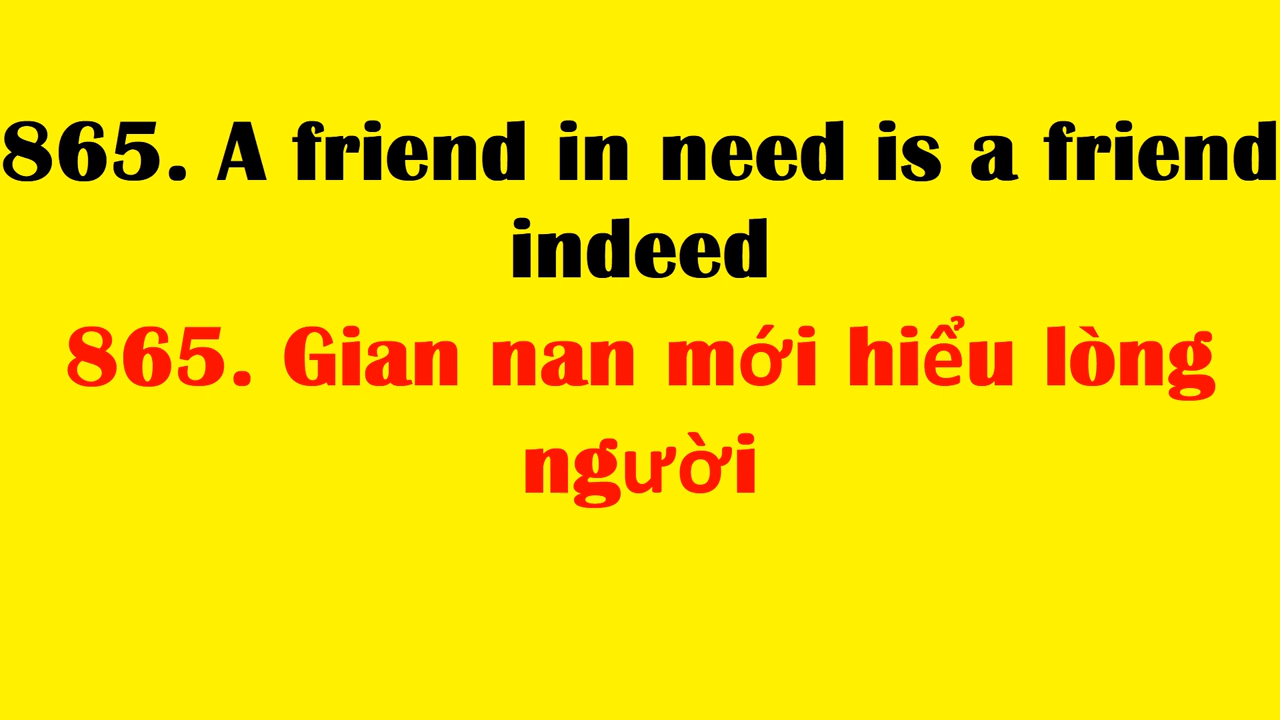 865. A friend in need is a friend
indeed
865. Gian nan mới hiểu lòng
người